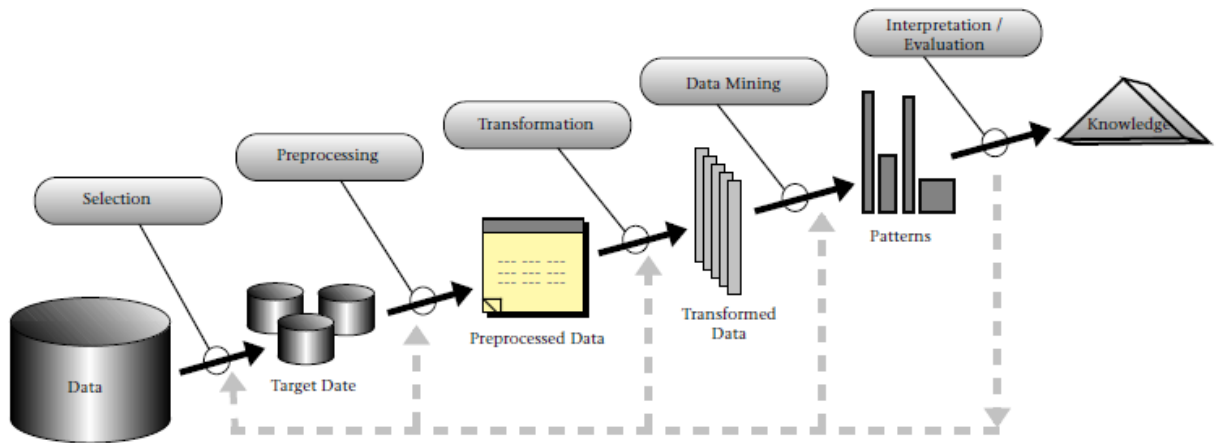 Interpretation /
Evaluation
Data Mining
Transformation
Preprocessing
Selection
Data
Target Date
Preprocessed Data
Transformed
Data
Patterns
Knowledge